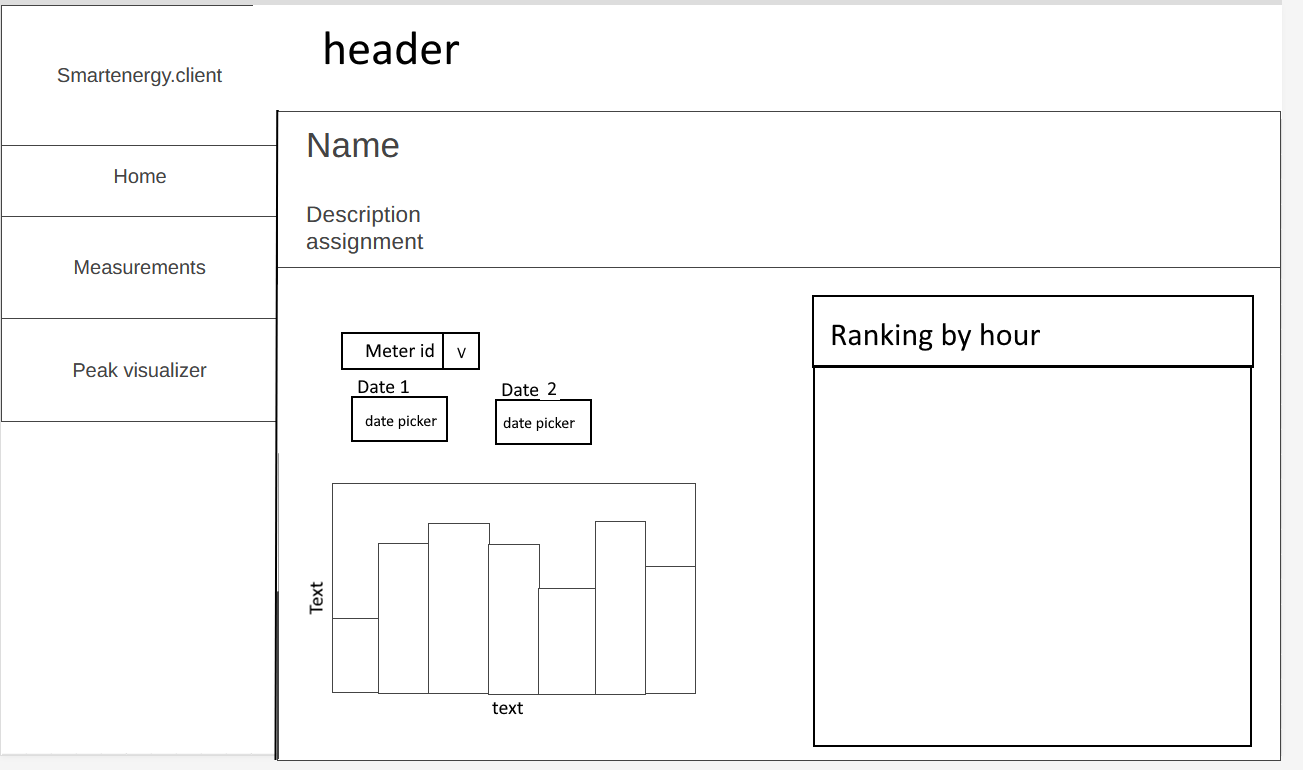 header
Smartenergy.client
Home
Measurements
Peak visualizer
Name
Description
assignment
Meter id v
Date 1
date picker
Date 2
date picker
Text
text
Ranking by hour